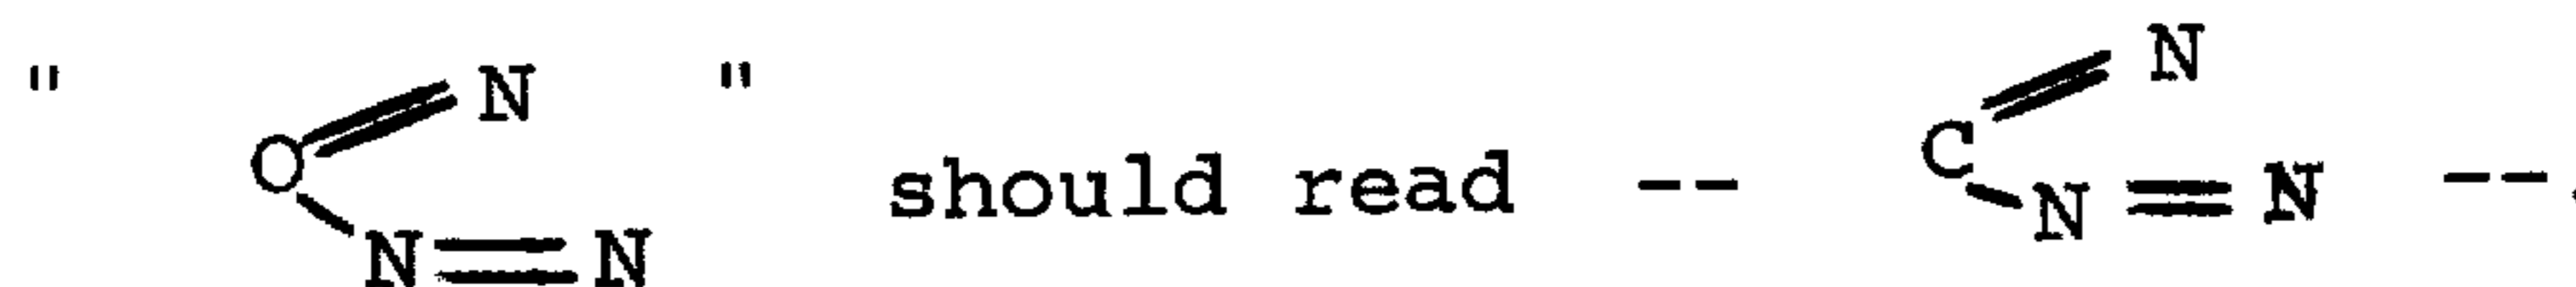 " O=N " should read -- C=N --.
N=N N=N